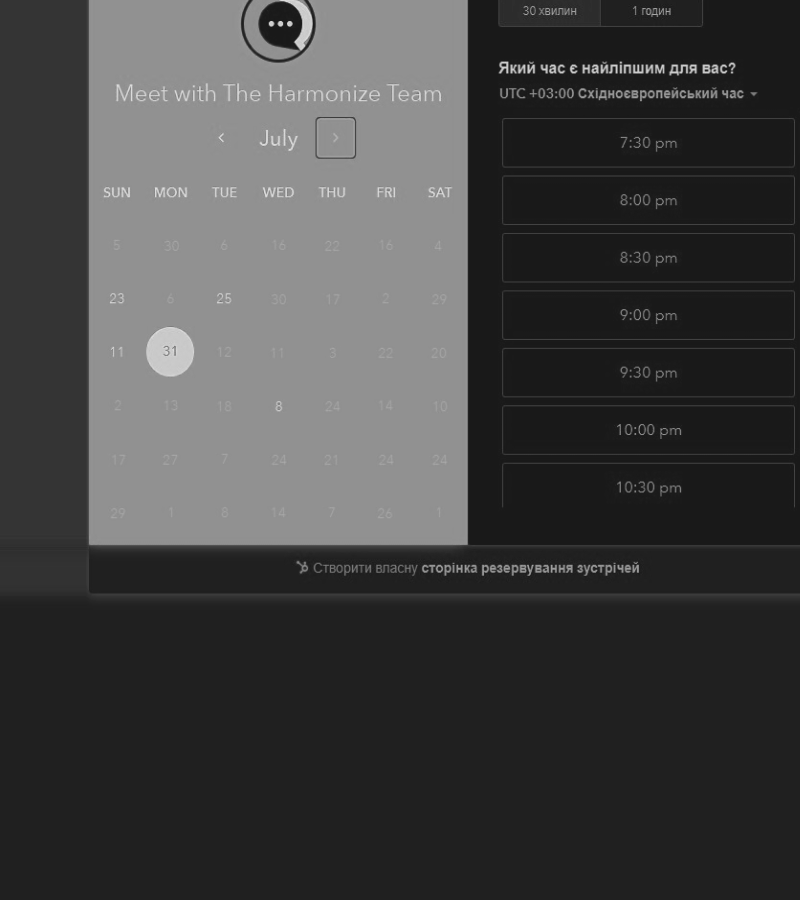 30 хвилин 1 годин
Meet with The Harmonize Team
July
SUN MON TUE WED THU FRI SAT
5 30 6 16 22 16 4
23 6 25 30 17 2 29
11 31 12 11 3 22 20
2 13 18 8 24 14 10
17 27 7 24 21 24 24
29 1 8 14 7 26 1
Який час є найліпшим для вас?
UTC +03:00 Східноєвропейський час
7:30 pm
8:00 pm
8:30 pm
9:00 pm
9:30 pm
10:00 pm
10:30 pm
Створити власну сторінка резервування зустрічей